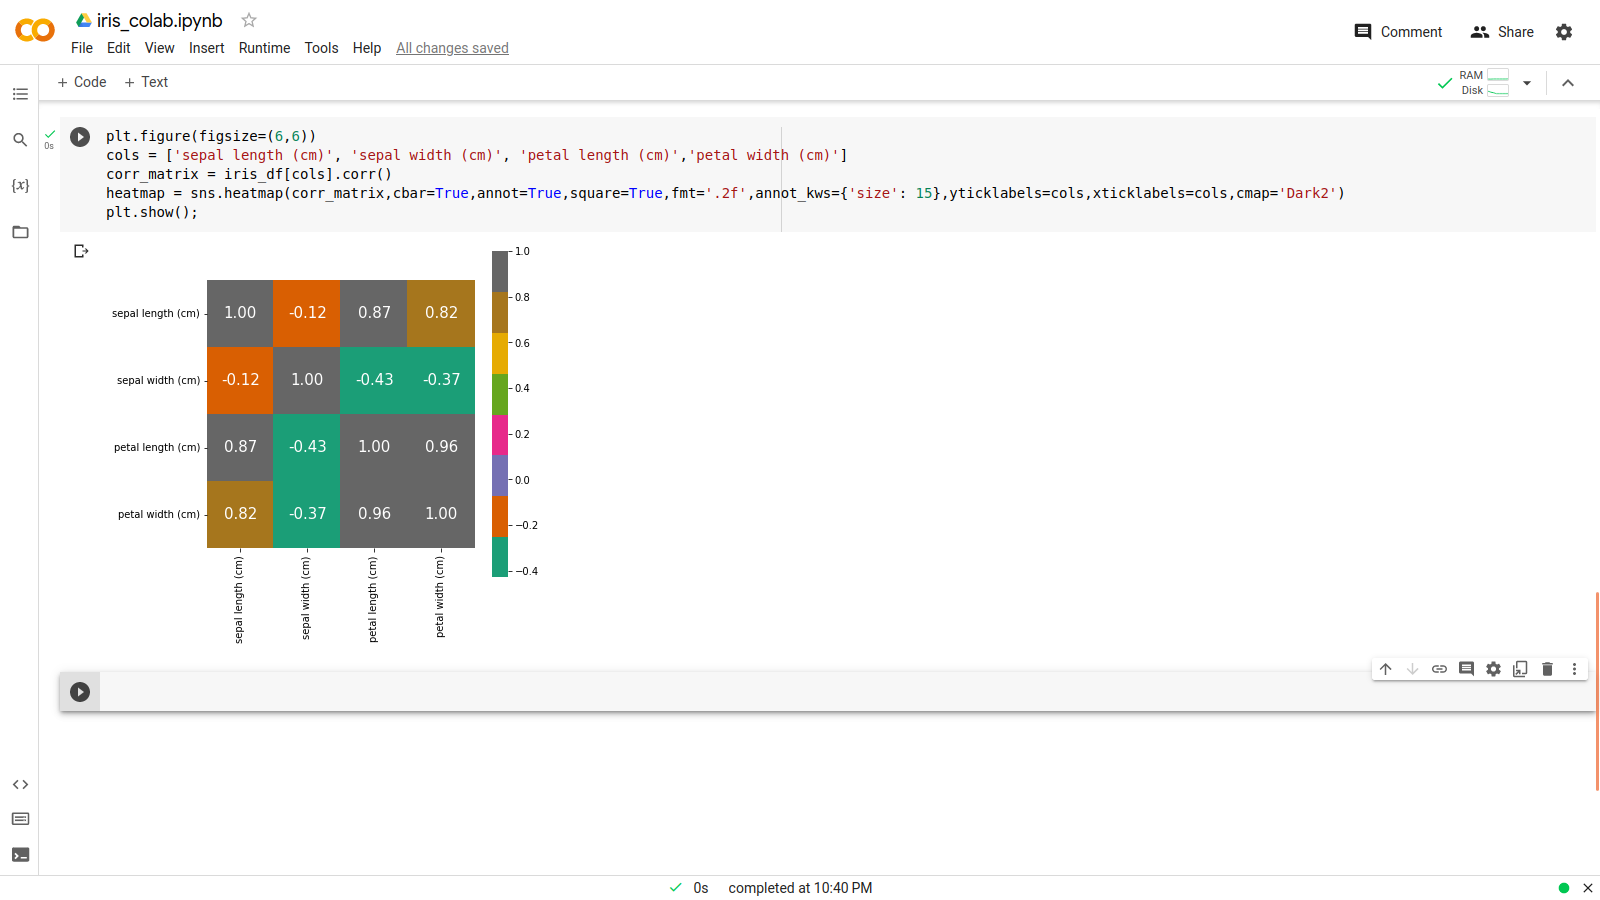 iris_colab.ipynb
File Edit View Insert Runtime Tools Help All changes saved
Comment Share
+ Code + Text
RAM
Disk
0s
plt.figure(figsize=(6,6))
cols = ['sepal length (cm)', 'sepal width (cm)', 'petal length (cm)','petal width (cm)']
corr_matrix = iris_df[cols].corr()
heatmap = sns.heatmap(corr_matrix,cbar=True,annot=True,square=True,fmt='.2f',annot_kws={'size': 15},yticklabels=cols,xticklabels=cols,cmap='Dark2')
plt.show();
{x}
sepal length (cm) 1.00 -0.12 0.87 0.82
sepal width (cm) -0.12 1.00 -0.43 -0.37
petal length (cm) 0.87 -0.43 1.00 0.96
petal width (cm) 0.82 -0.37 0.96 1.00
sepal length (cm)
sepal width (cm)
petal length (cm)
petal width (cm)
1.0
0.8
0.6
0.4
0.2
0.0
−0.2
−0.4
0s completed at 10:40 PM